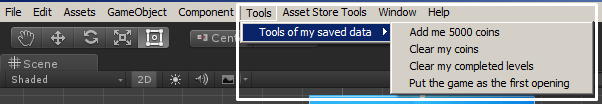 File Edit Assets GameObject Component Tools Asset Store Tools Window Help
Tools of my saved data Add me 5000 coins
Clear my coins
Clear my completed levels
Put the game as the first opening
Scene
Shaded 2D